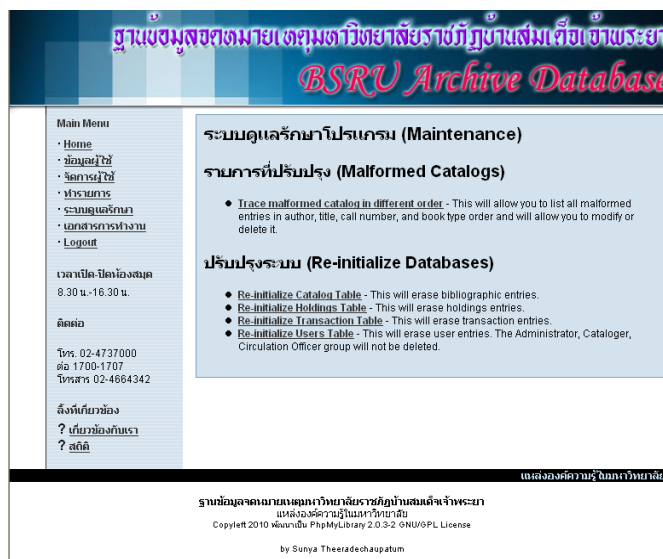 ฐานข้อมูลจดหมายเหตุมหาวิทยาลัยราชภัฏบ้านสมเด็จเจ้าพระยา
BSRU Archive Database
Main Menu
· Home
· ข้อมูลผู้ใช้
· จัดการผู้ใช้
· ทำรายการ
· ระบบดูแลรักษา
· เอกสารการทำงาน
· Logout
เวลาเปิด-ปิดห้องสมุด
8.30 น.-16.30 น.
ติดต่อ
โทร. 02-4737000
ต่อ 1700-1707
โทรสาร 02-4664342
ลิ้งที่เกี่ยวข้อง
? เกี่ยวข้องกับเรา
? สถิติ
ระบบดูแลรักษาโปรแกรม (Maintenance)
รายการที่ปรับปรุง (Malformed Catalogs)
● Trace malformed catalog in different order - This will allow you to list all malformed
entries in author, title, call number, and book type order and will allow you to modify or
delete it.
ปรับปรุงระบบ (Re-initialize Databases)
● Re-initialize Catalog Table - This will erase bibliographic entries.
● Re-initialize Holdings Table - This will erase holdings entries.
● Re-initialize Transaction Table - This will erase transaction entries.
● Re-initialize Users Table - This will erase user entries. The Administrator, Cataloger,
Circulation Officer group will not be deleted.
แหล่งองค์ความรู้ในมหาวิทยาลัย
ฐานข้อมูลจดหมายเหตุมหาวิทยาลัยราชภัฏบ้านสมเด็จเจ้าพระยา
แหล่งองค์ความรู้ในมหาวิทยาลัย
Copyleft 2010 พัฒนาเป็น PhpMyLibrary 2.0.3-2 GNU/GPL License
by Sunya Theeradechaupatum